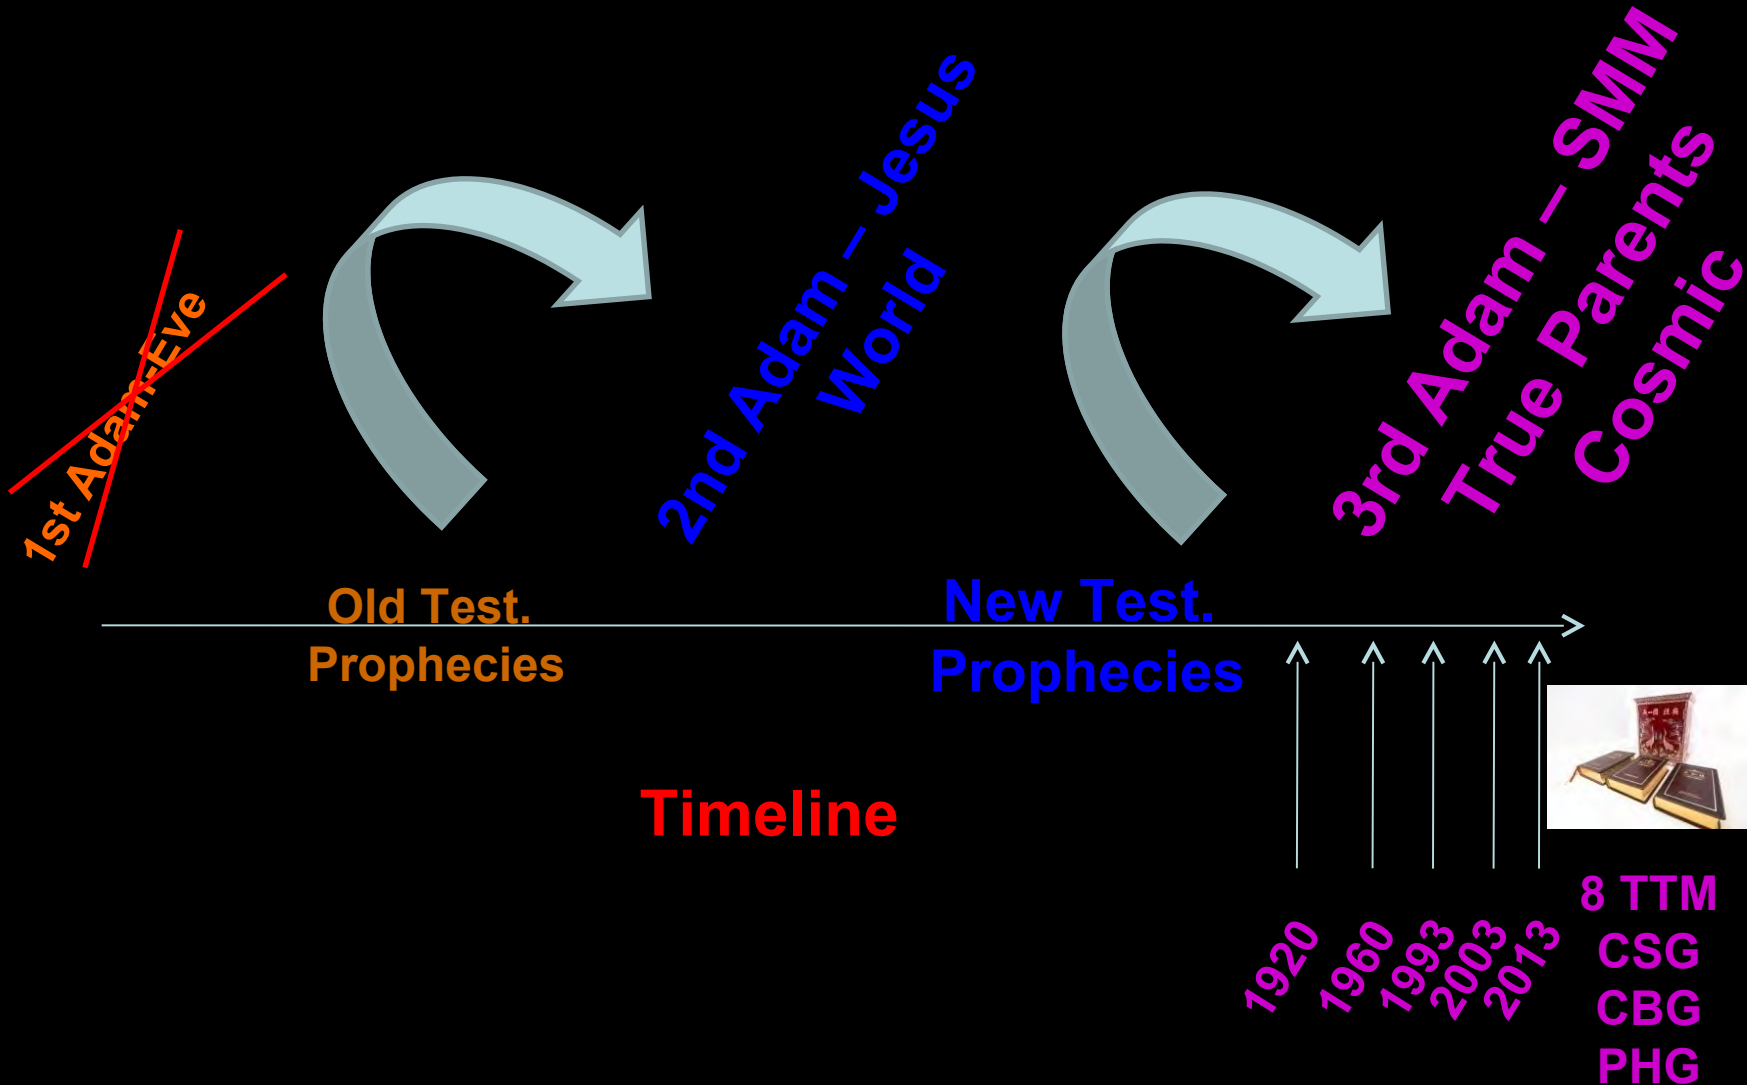 1st Adam-Eve
2nd Adam – Jesus
World
3rd Adam – SMM
True Parents
Cosmic
Old Test.
Prophecies
New Test.
Prophecies
Timeline
1920
1960
1993
2003
2013
8 TTM
CSG
CBG
PHG